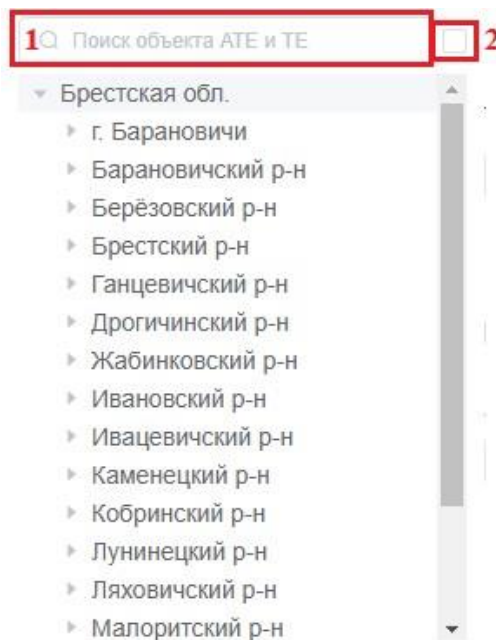 1 Поиск объекта АТЕ и ТЕ 2
Брестская обл.
г. Барановичи
Барановичский р-н
Берёзовский р-н
Брестский р-н
Ганцевичский р-н
Дрогичинский р-н
Жабинковский р-н
Ивановский р-н
Ивацевичский р-н
Каменецкий р-н
Кобринский р-н
Лунинецкий р-н
Ляховичский р-н
Малоритский р-н